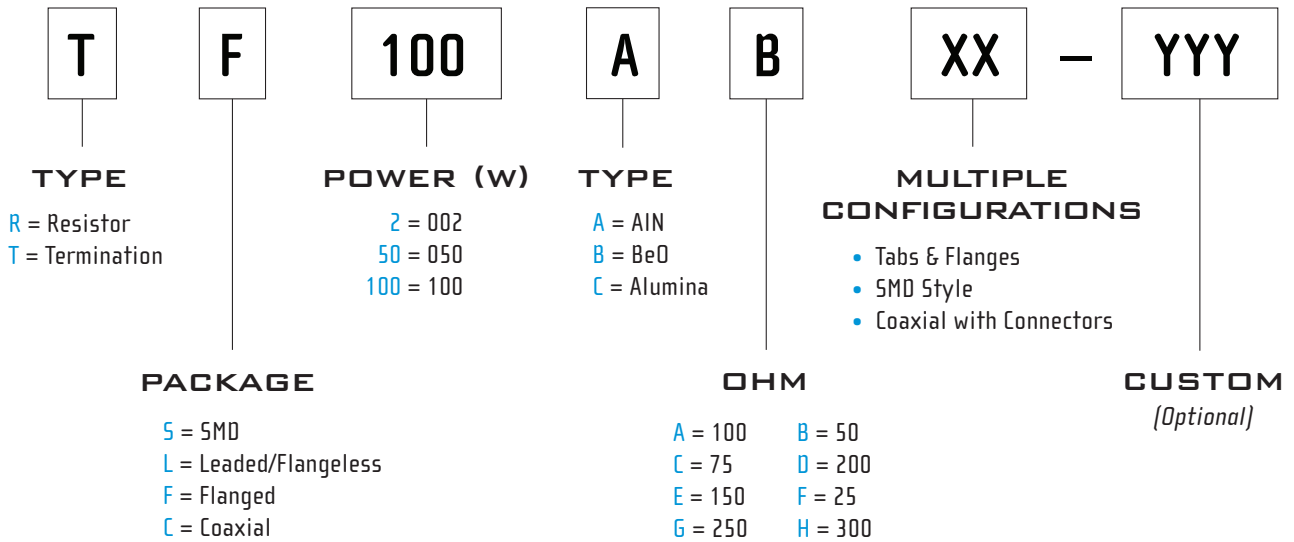 T F 100 A B XX – YYY
TYPE
R = Resistor
T = Termination
POWER (W)
2 = 002
50 = 050
100 = 100
TYPE
A = AlN
B = BeO
C = Alumina
MULTIPLE
CONFIGURATIONS
• Tabs & Flanges
• SMD Style
• Coaxial with Connectors
PACKAGE
S = SMD
L = Leaded/Flangeless
F = Flanged
C = Coaxial
OHM
A = 100 B = 50
C = 75 D = 200
E = 150 F = 25
G = 250 H = 300
CUSTOM
(Optional)